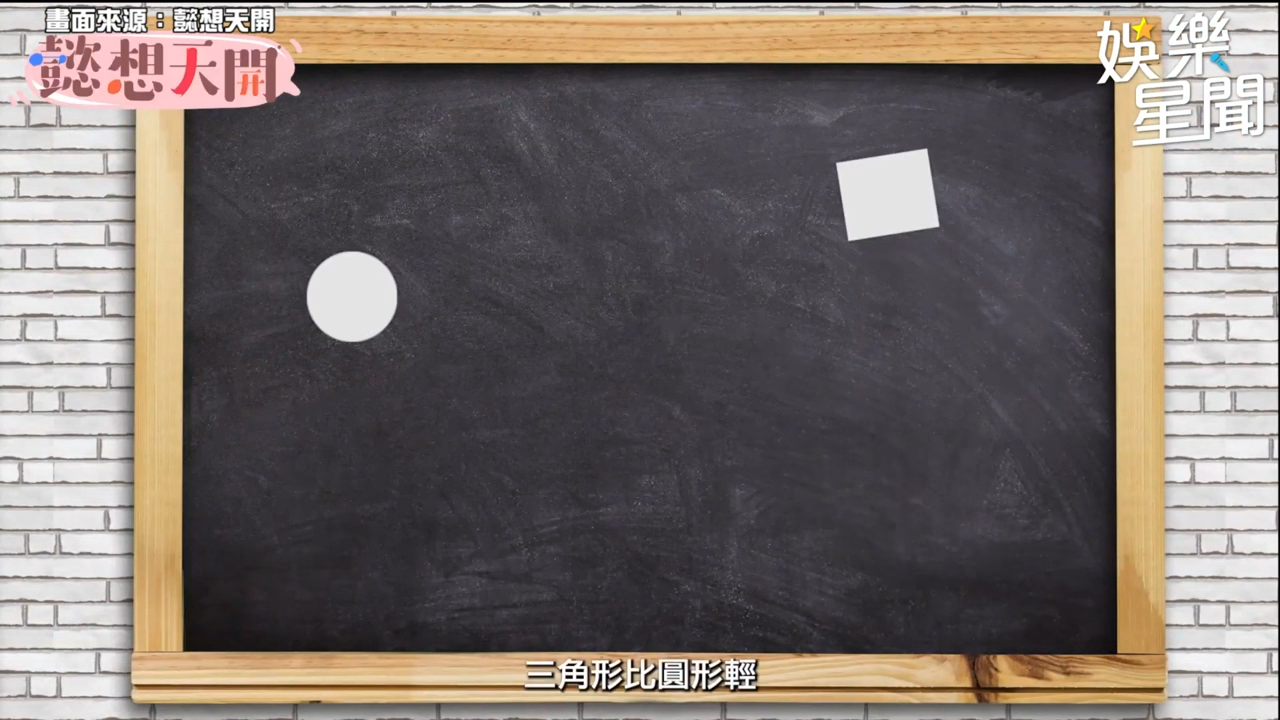 畫面來源：懿想天開
懿想天開
娛樂
星聞
三角形比圓形輕